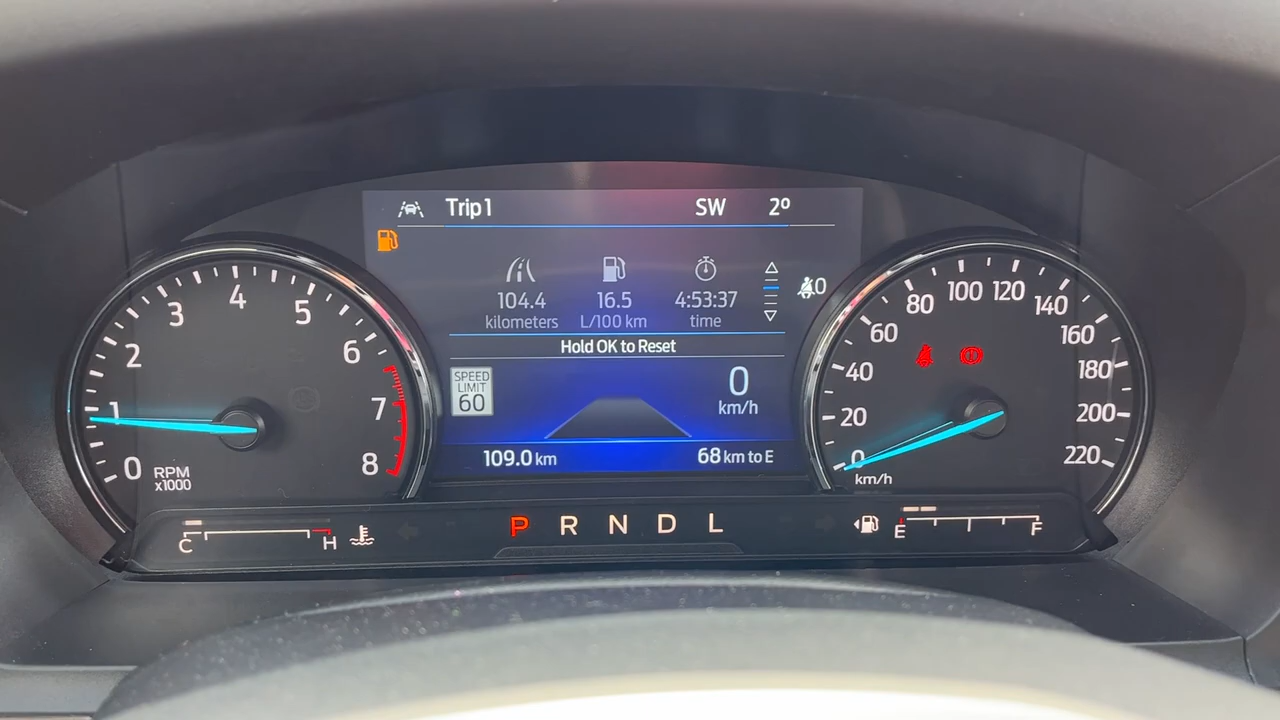 Trip 1 SW 2º
104.4 16.5 4:53:37 0
kilometers L/100 km time
Hold OK to Reset
SPEED
LIMIT
60
0
km/h
109.0 km 68 km to E
0 1 2 3 4 5 6 7 8
RPM
x1000
0 20 40 60 80 100 120 140 160 180 200 220
km/h
C H P R N D L E F